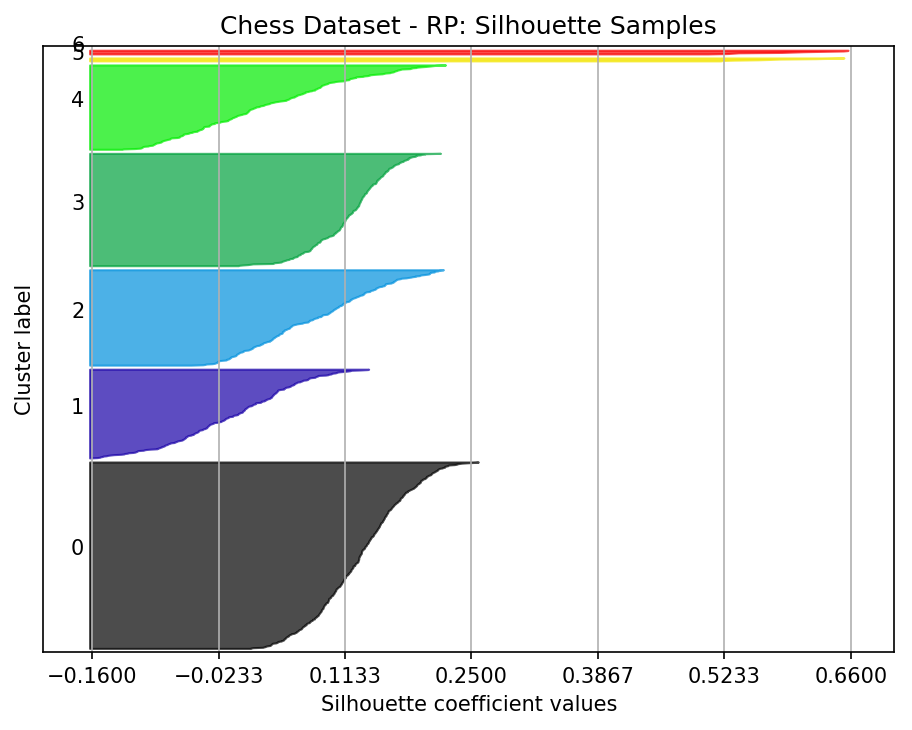 Chess Dataset - RP: Silhouette Samples
6
5
4
3
2
1
0
Cluster label
−0.1600 −0.0233 0.1133 0.2500 0.3867 0.5233 0.6600
Silhouette coefficient values